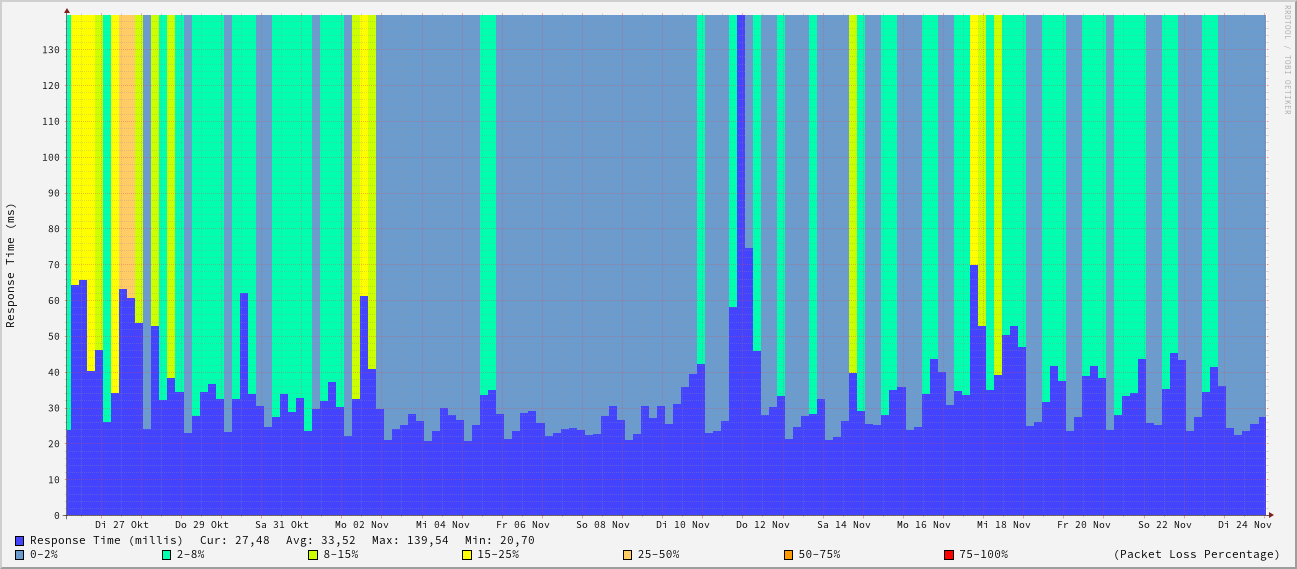 RRDTOOL / TOBI OETIKER
Response Time (ms)
130
120
110
100
90
80
70
60
50
40
30
20
10
0
Di 27 Okt Do 29 Okt Sa 31 Okt Mo 02 Nov Mi 04 Nov Fr 06 Nov So 08 Nov Di 10 Nov Do 12 Nov Sa 14 Nov Mo 16 Nov Mi 18 Nov Fr 20 Nov So 22 Nov Di 24 Nov
Response Time (millis) Cur: 27,48 Avg: 33,52 Max: 139,54 Min: 20,70
0-2% 2-8% 8-15% 15-25% 25-50% 50-75% 75-100% (Packet Loss Percentage)